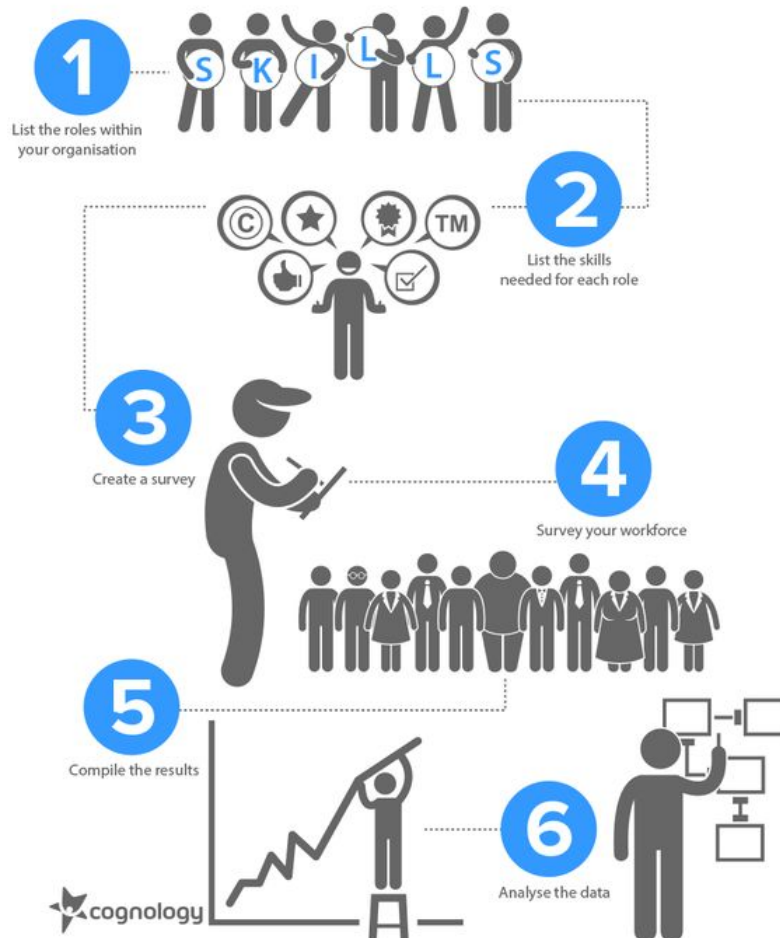 1
SKILLS
List the roles within
your organisation
2
© TM
List the skills
needed for each role
3
Create a survey
4
Survey your workforce
5
Compile the results
6
Analyse the data
cognology